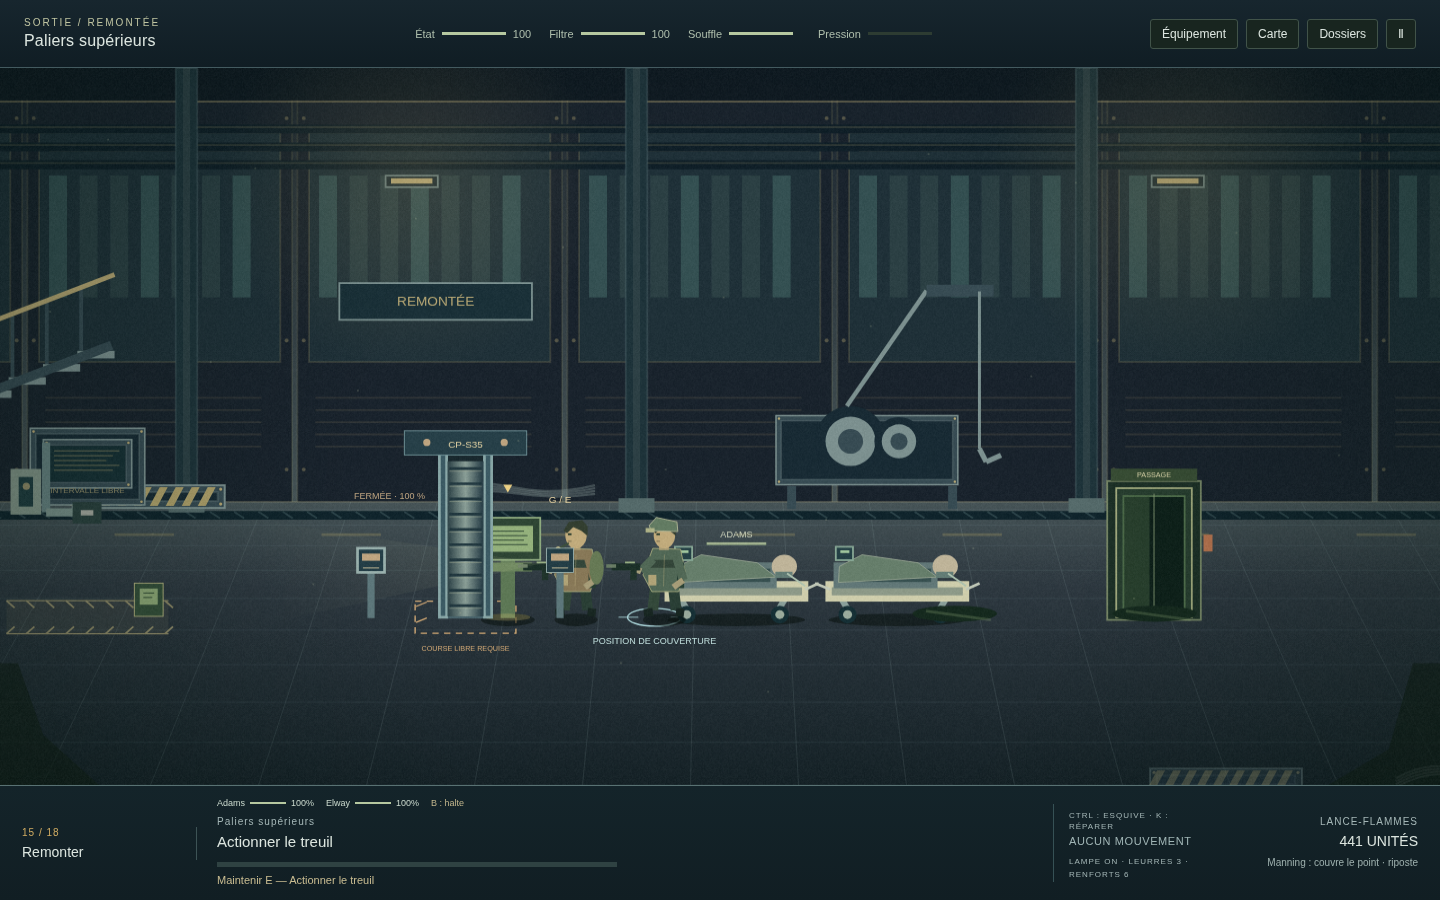 SORTIE / REMONTÉE
Paliers supérieurs
État 100 Filtre 100 Souffle Pression
Équipement Carte Dossiers II
REMONTÉE
CP-S35
PASSAGE
INTERVALLE LIBRE
FERMÉE · 100 %
G / E
ADAMS
POSITION DE COUVERTURE
COURSE LIBRE REQUISE
15 / 18
Remonter
Adams 100% Elway 100% B : halte
Paliers supérieurs
Actionner le treuil
Maintenir E — Actionner le treuil
CTRL : ESQUIVE · K :
RÉPARER
AUCUN MOUVEMENT
LAMPE ON · LEURRES 3 ·
RENFORTS 6
LANCE-FLAMMES
441 UNITÉS
Manning : couvre le point · riposte